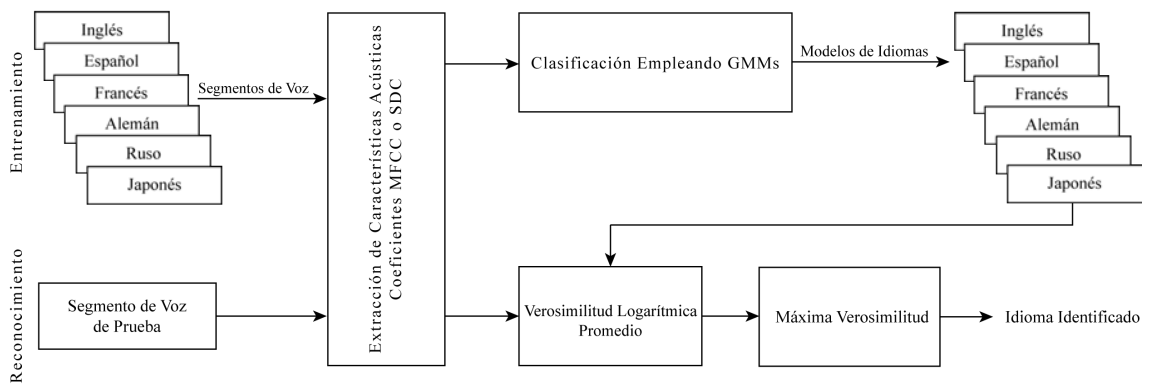 Entrenamiento
Inglés
Español
Francés
Alemán
Ruso
Japonés
Segmentos de Voz
Extracción de Características Acústicas
Coeficientes MFCC o SDC
Clasificación Empleando GMMs
Modelos de Idiomas
Inglés
Español
Francés
Alemán
Ruso
Japonés
Reconocimiento
Segmento de Voz
de Prueba
Verosimilitud Logarítmica
Promedio
Máxima Verosimilitud
Idioma Identificado